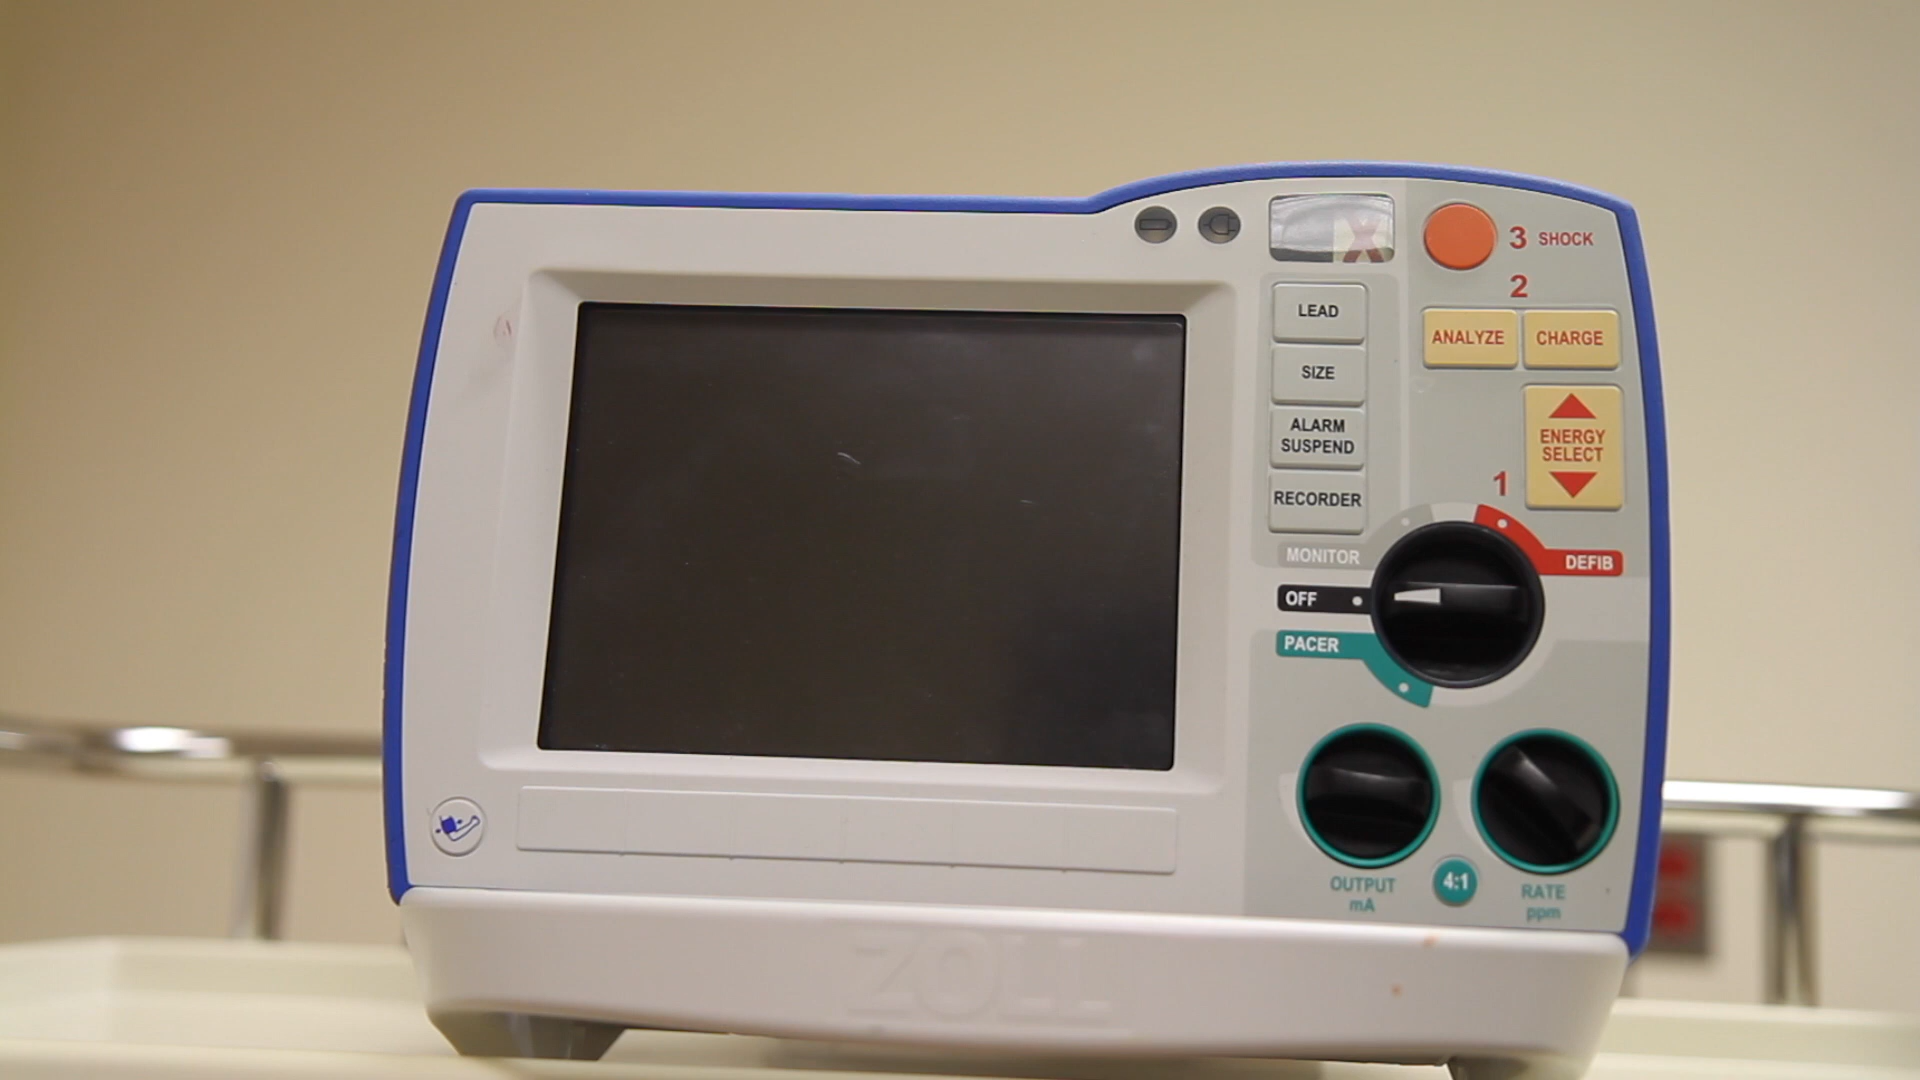 3 SHOCK
2
LEAD
ANALYZE
CHARGE
SIZE
ALARM
SUSPEND
ENERGY
SELECT
RECORDER
1
MONITOR
DEFIB
OFF
PACER
OUTPUT
mA
4:1
RATE
ppm
ZOLL